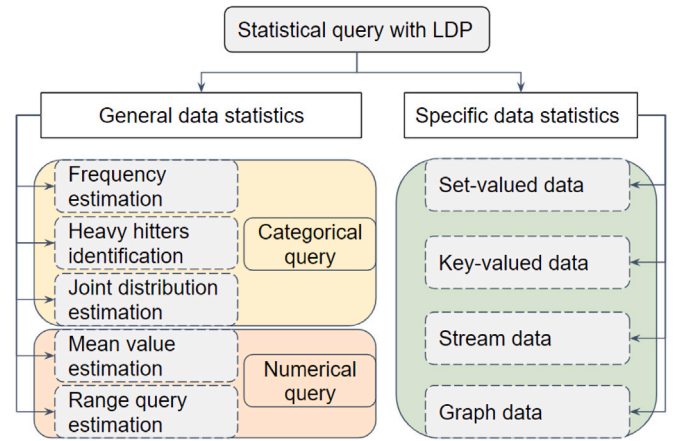 Statistical query with LDP
General data statistics
Frequency
estimation
Heavy hitters
identification
Joint distribution
estimation
Categorical
query
Mean value
estimation
Range query
estimation
Numerical
query
Specific data statistics
Set-valued data
Key-valued data
Stream data
Graph data